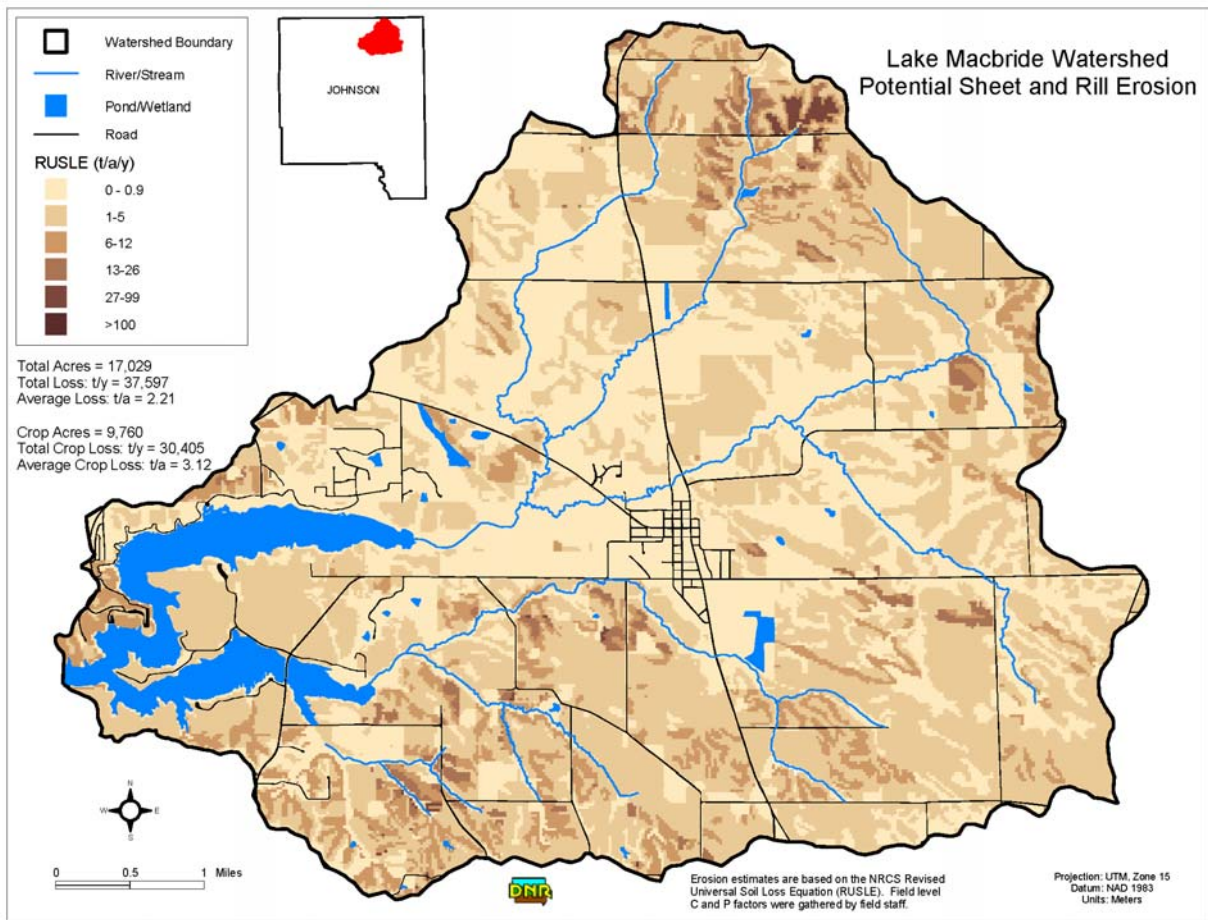 Lake Macbride Watershed
Potential Sheet and Rill Erosion
Watershed Boundary
River/Stream
Pond/Wetland
Road
RUSLE (t/a/y)
0 - 0.9
1-5
6-12
13-26
27-99
>100
JOHNSON
Total Acres = 17,029
Total Loss: t/y = 37,597
Average Loss: t/a = 2.21
Crop Acres = 9,760
Total Crop Loss: t/y = 30,405
Average Crop Loss: t/a = 3.12
N
W
E
S
0 0.5 1 Miles
DNR
Erosion estimates are based on the NRCS Revised
Universal Soil Loss Equation (RUSLE). Field level
C and P factors were gathered by field staff.
Projection: UTM, Zone 15
Datum: NAD 1983
Units: Meters